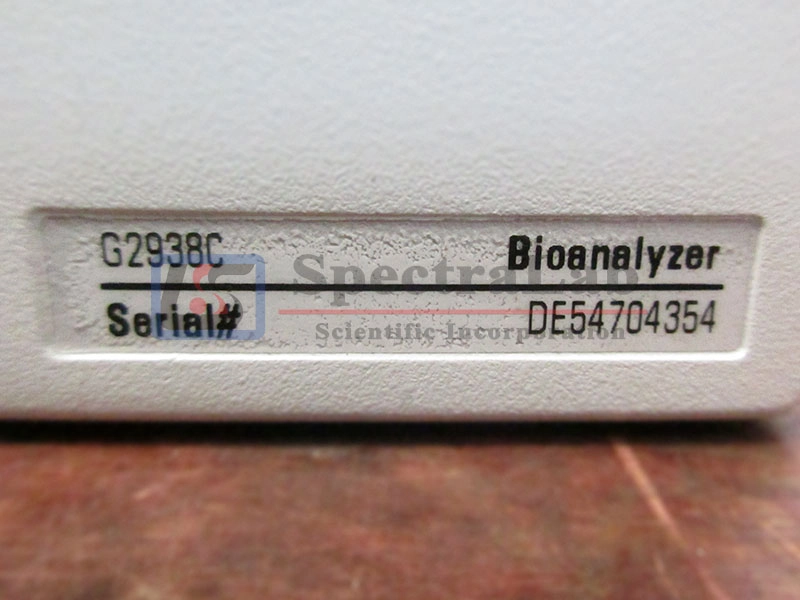 G2938C Bioanalyzer
SpectraLab
Serial# DE54704354
Scientific Incorporation